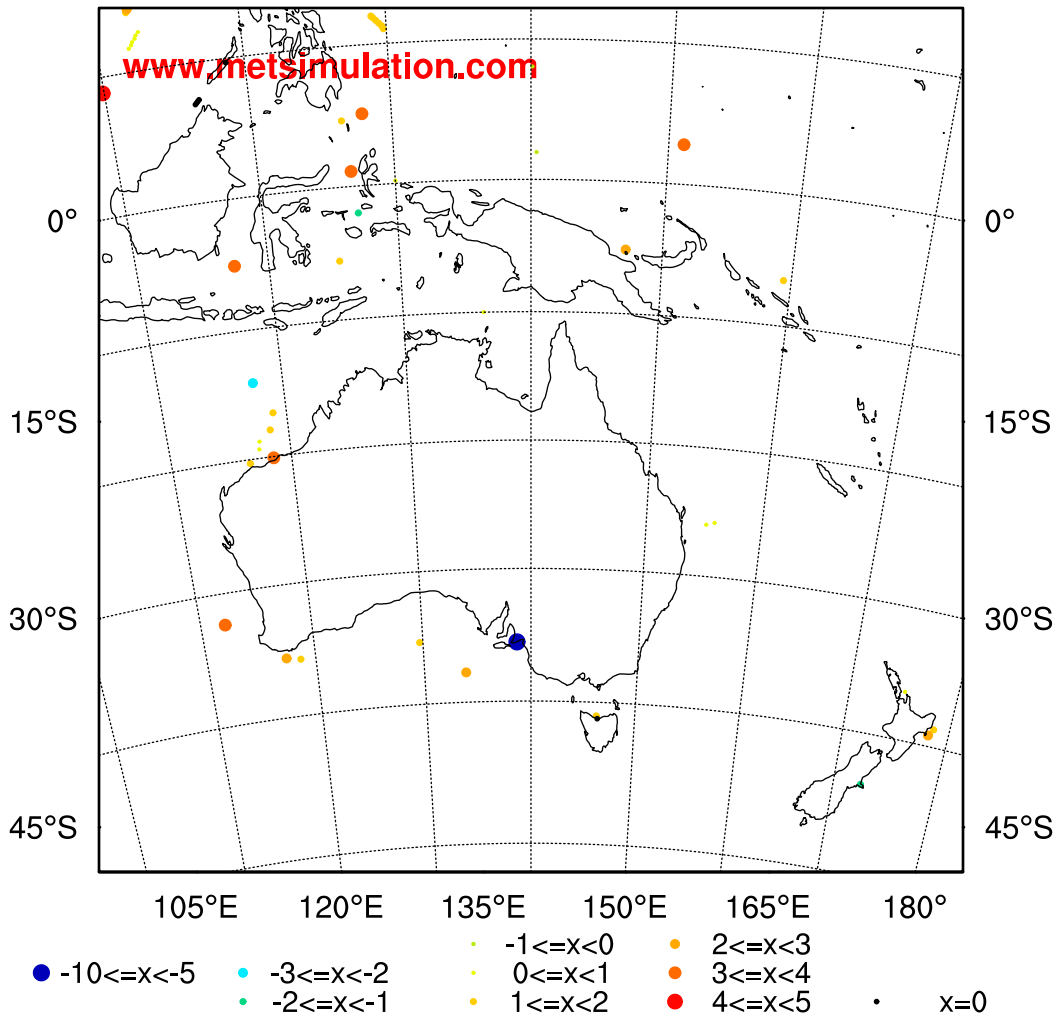 www.metsimulation.com
0° 0°
15°S 15°S
30°S 30°S
45°S 45°S
105°E 120°E 135°E 150°E 165°E 180°
-1<=x<0 2<=x<3
-10<=x<-5 -3<=x<-2 0<=x<1 3<=x<4
-2<=x<-1 1<=x<2 4<=x<5 x=0